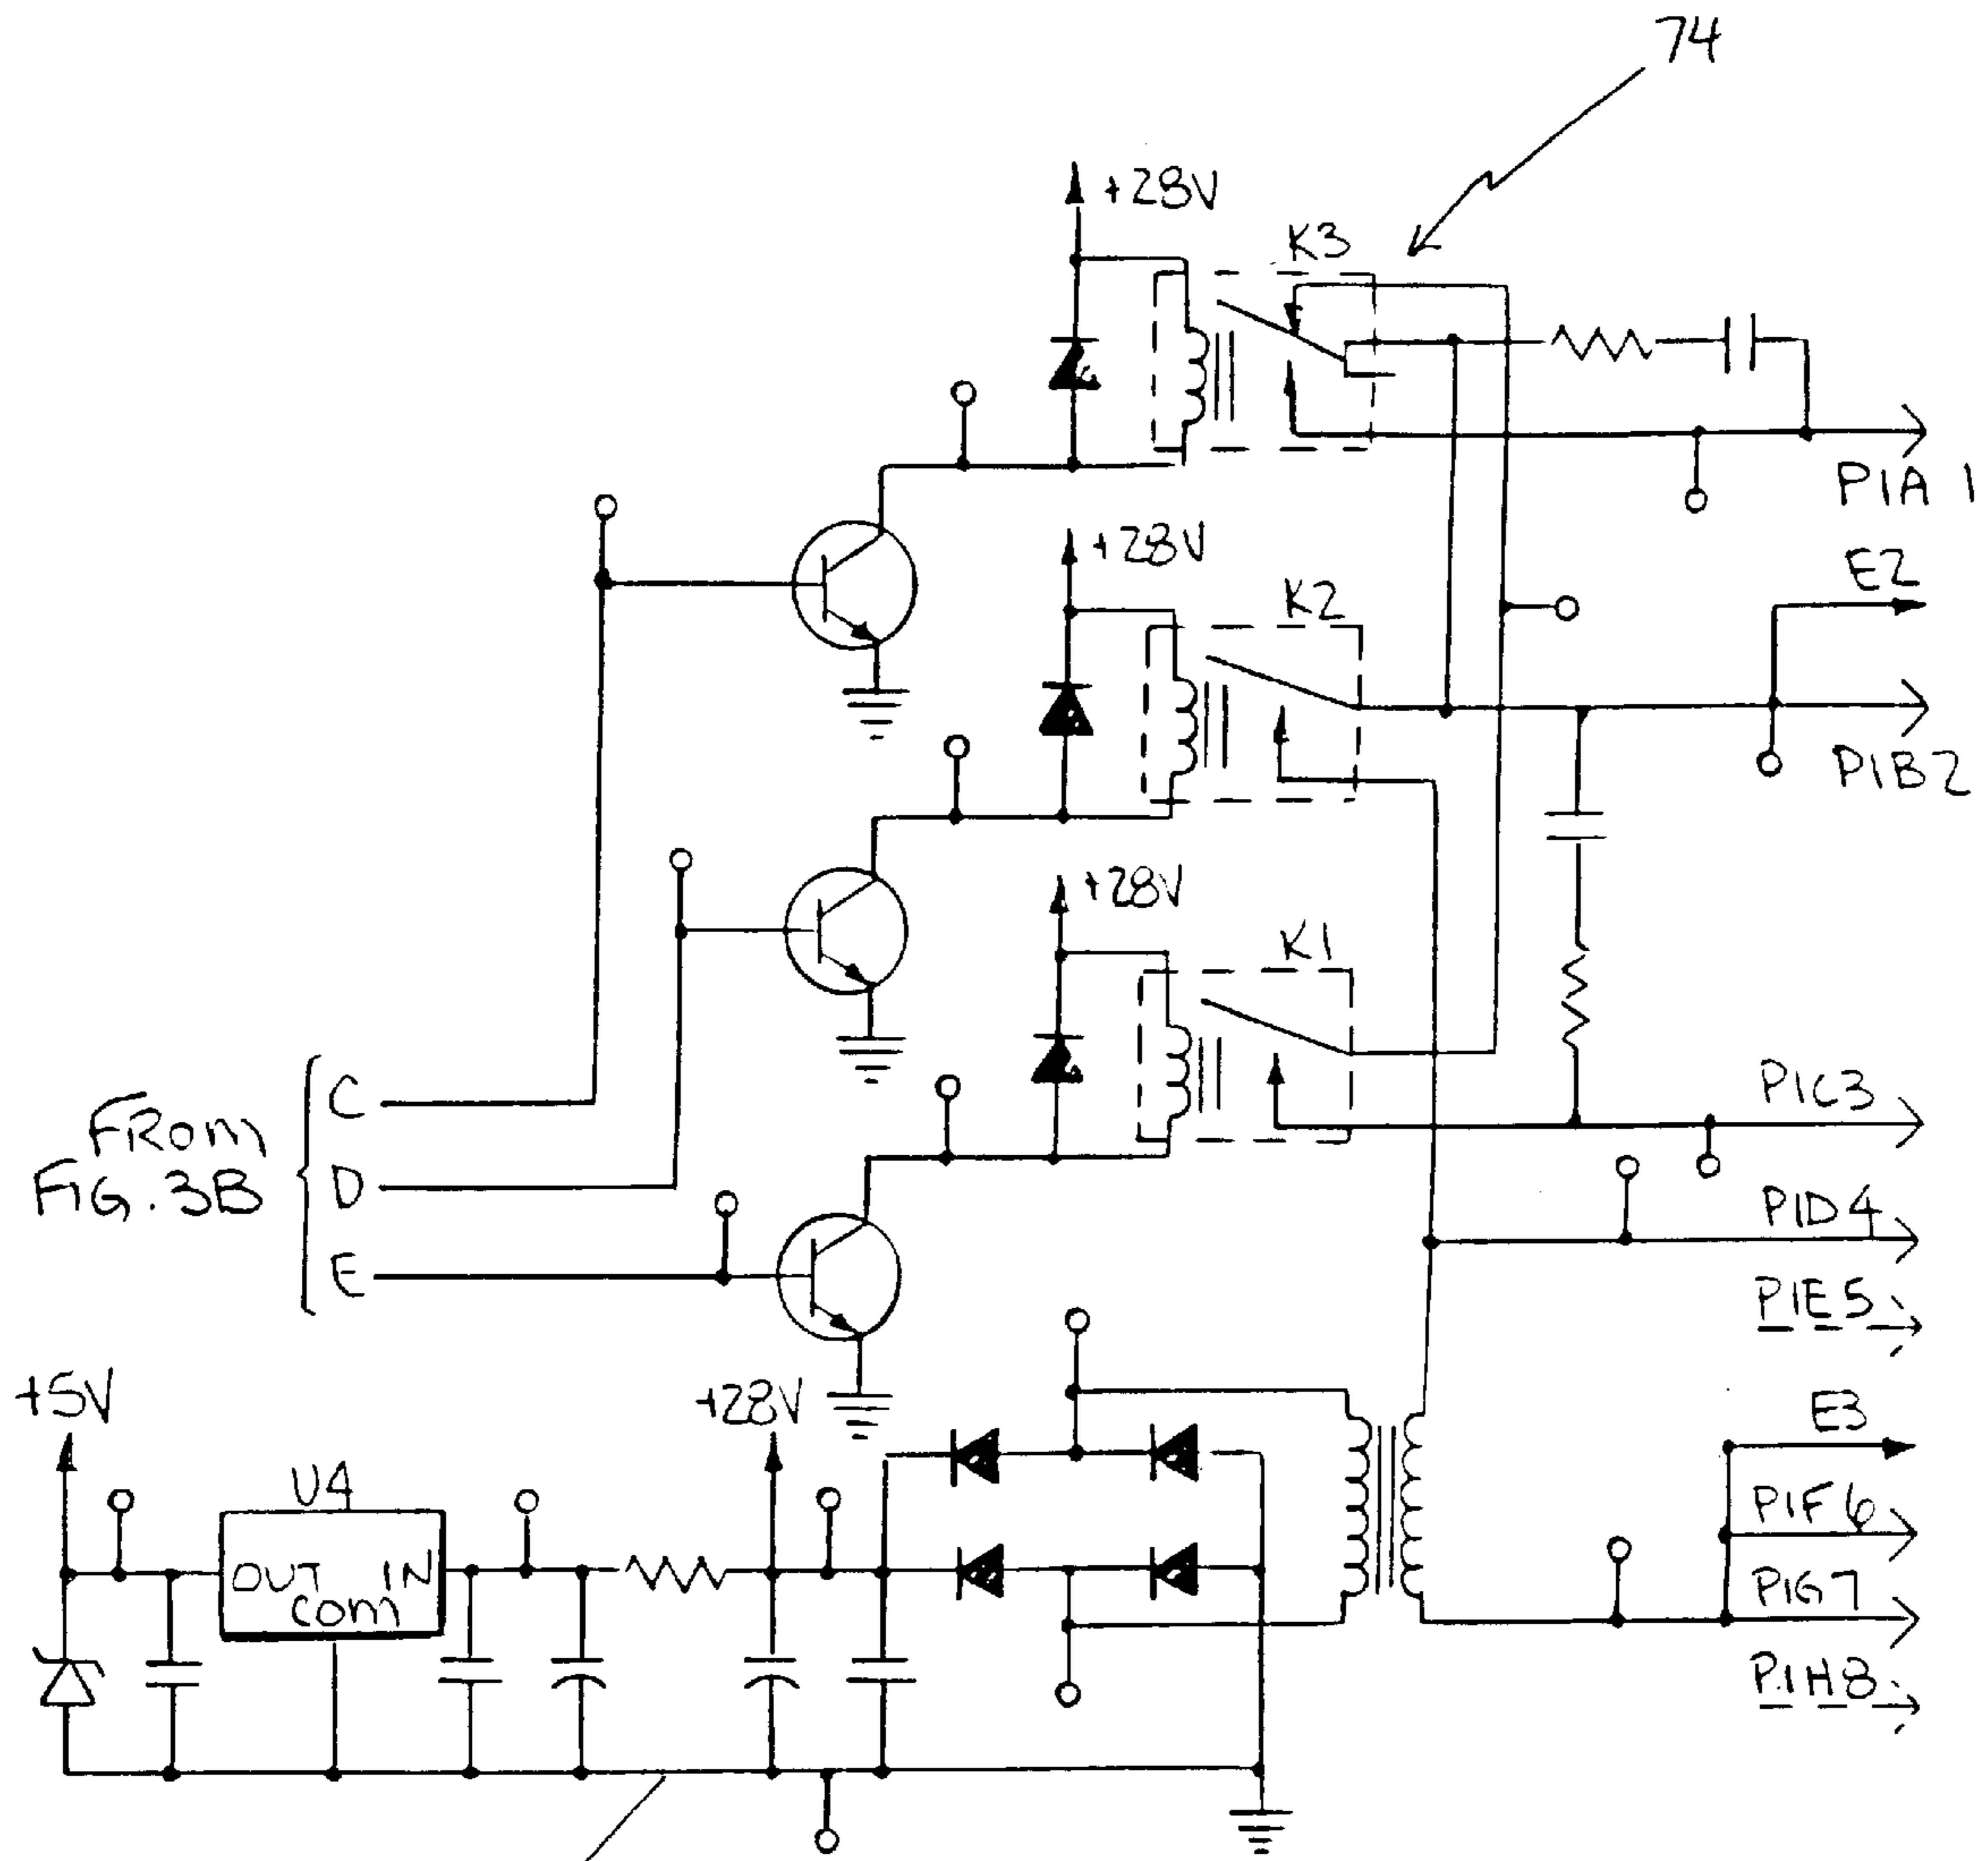 74
+28V
K3
P1A 1
+28V
E2
K2
P1B2
+28V
K1
FROM
FIG. 3B
C
D
E
P1C3
P1D4
P1E5
+5V
+28V
E3
U4
OUT IN
COM
P1F6
P1G7
P1H8